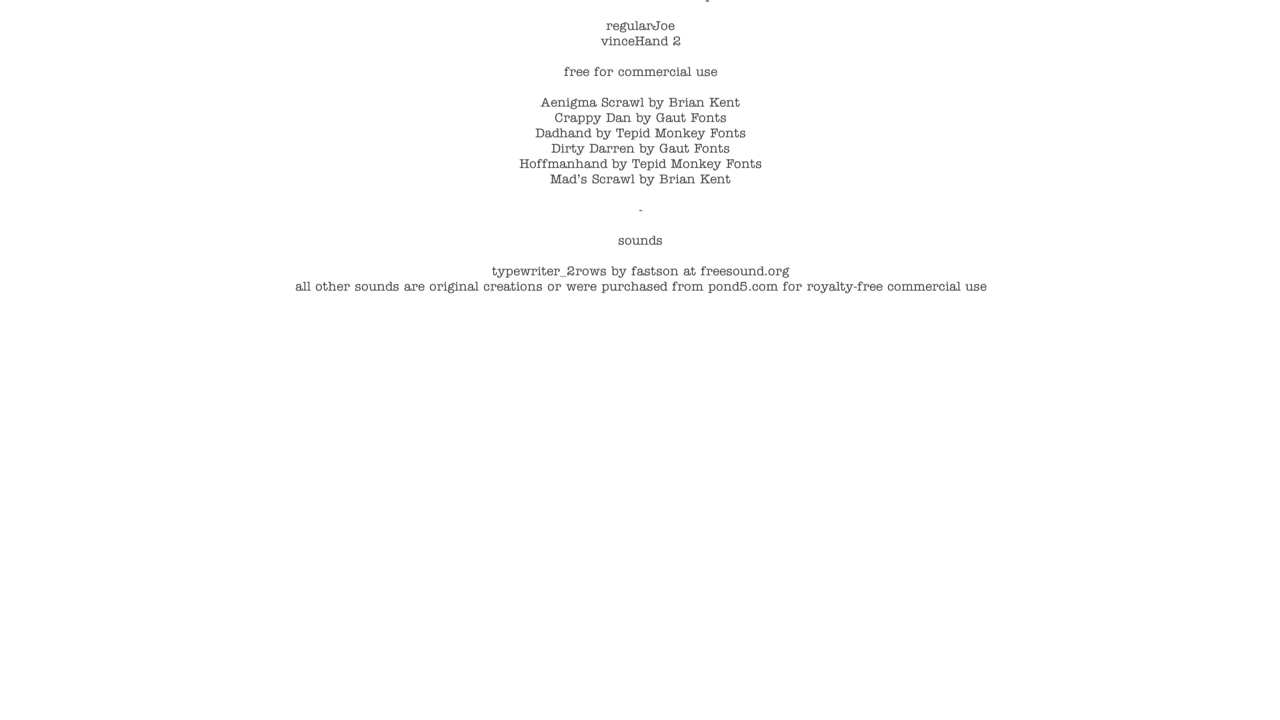 regularJoe
vinceHand 2
free for commercial use
Aenigma Scrawl by Brian Kent
Crappy Dan by Gaut Fonts
Dadhand by Tepid Monkey Fonts
Dirty Darren by Gaut Fonts
Hoffmanhand by Tepid Monkey Fonts
Mad's Scrawl by Brian Kent
-
sounds
typewriter_2rows by fastson at freesound.org
all other sounds are original creations or were purchased from pond5.com for royalty-free commercial use